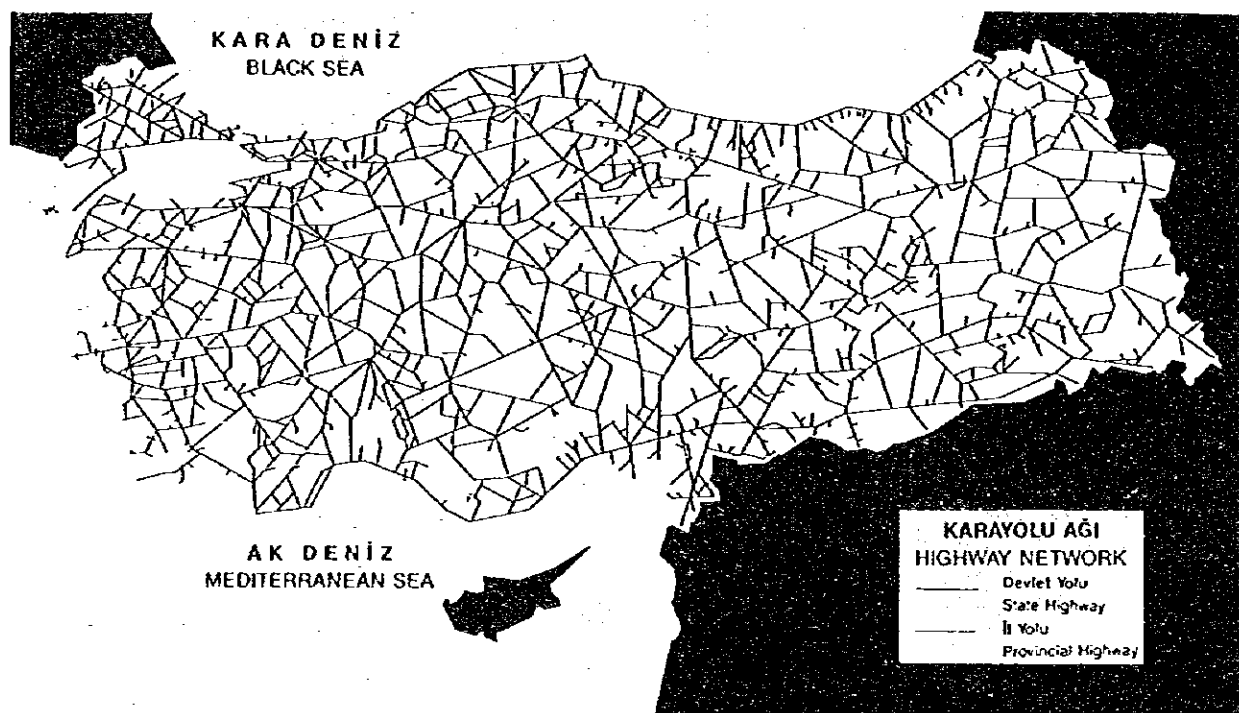 KARA DENİZ
BLACK SEA
AK DENİZ
MEDITERRANEAN SEA
KARAYOLU AĞI
HIGHWAY NETWORK
Devlet Yolu
State Highway
İl Yolu
Provincial Highway